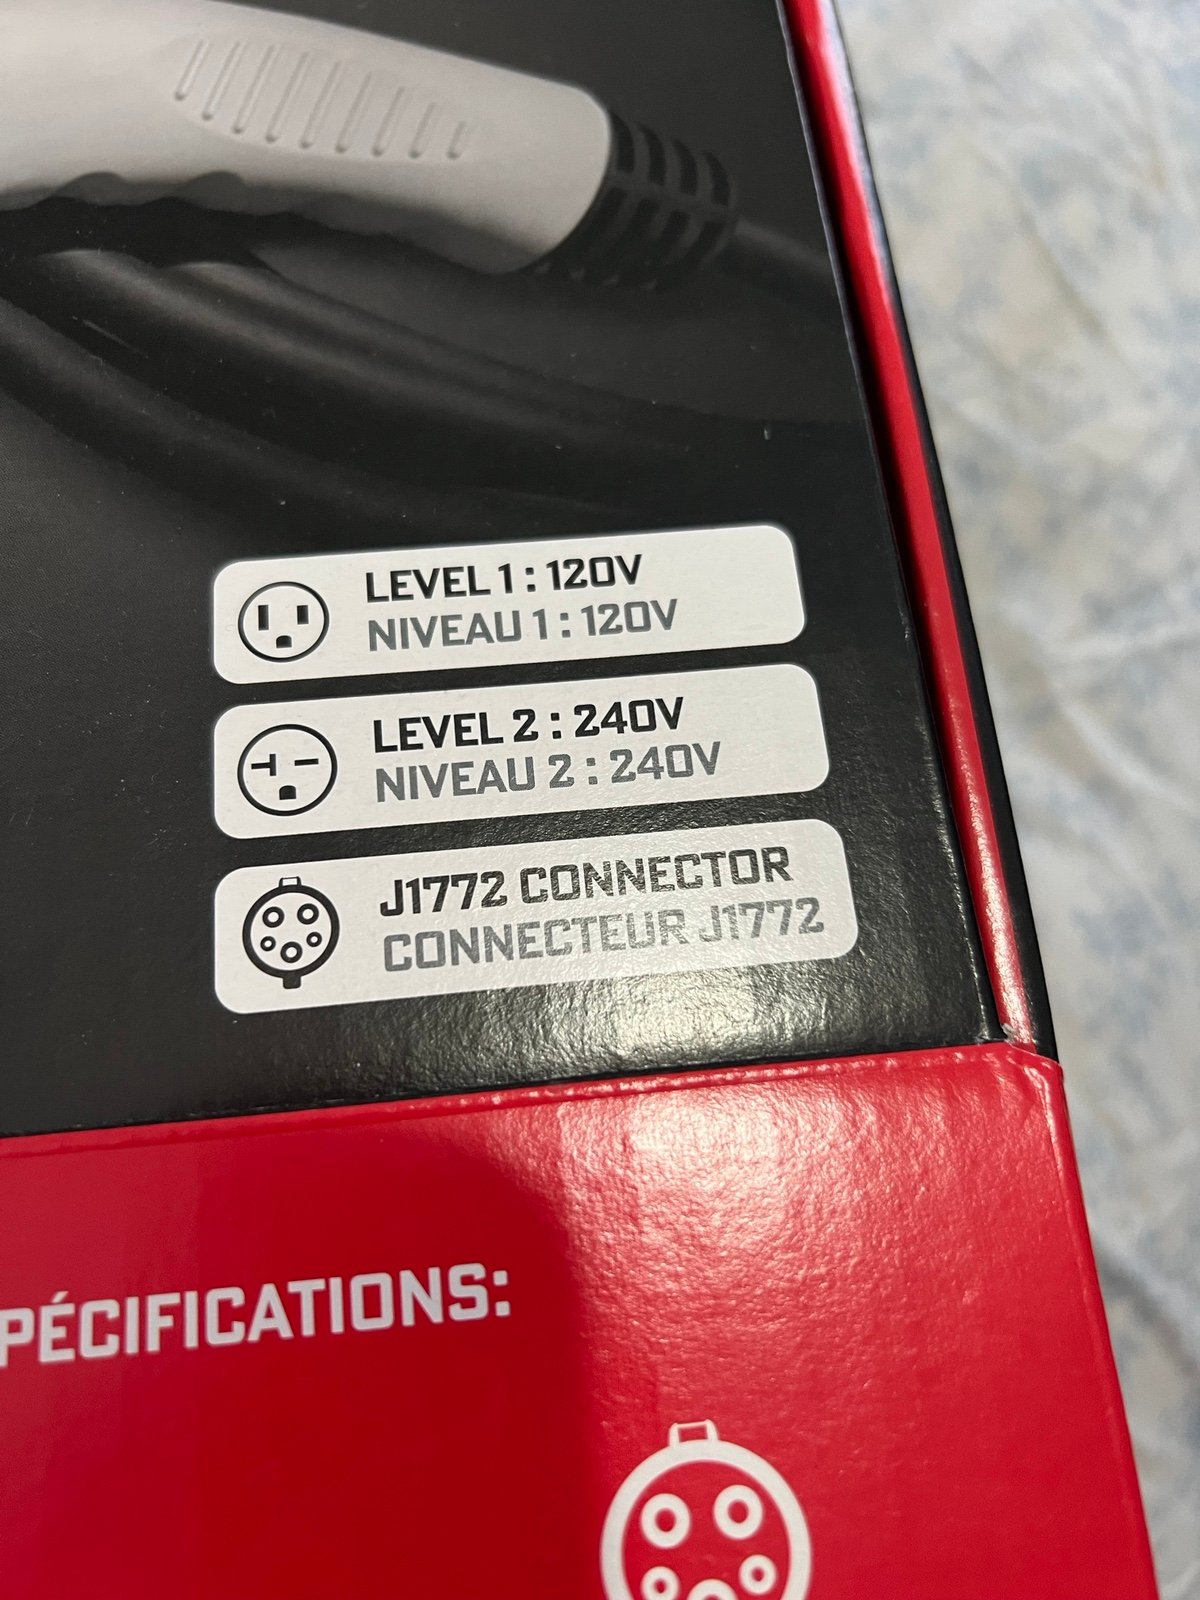 LEVEL 1 : 120V
NIVEAU 1 : 120V
LEVEL 2 : 240V
NIVEAU 2 : 240V
J1772 CONNECTOR
CONNECTEUR J1772
PÉCIFICATIONS: